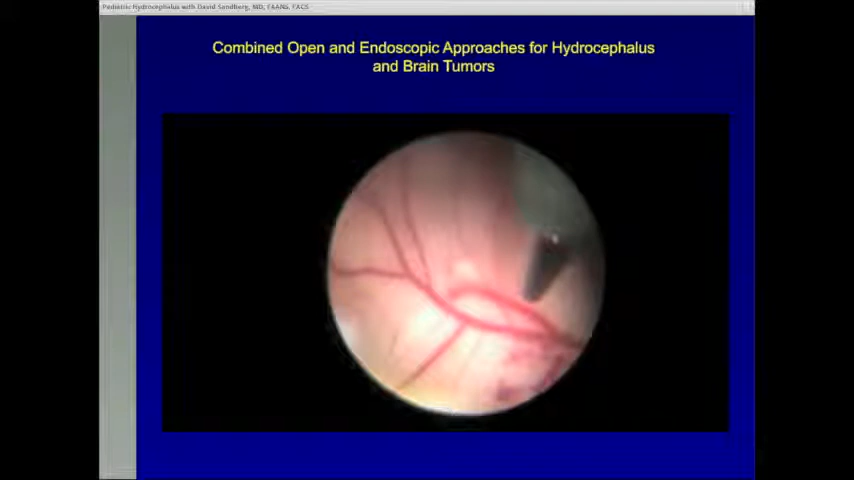 Pediatric Hydrocephalus with David Sandberg, MD, FAANS, FACS
Combined Open and Endoscopic Approaches for Hydrocephalus
and Brain Tumors